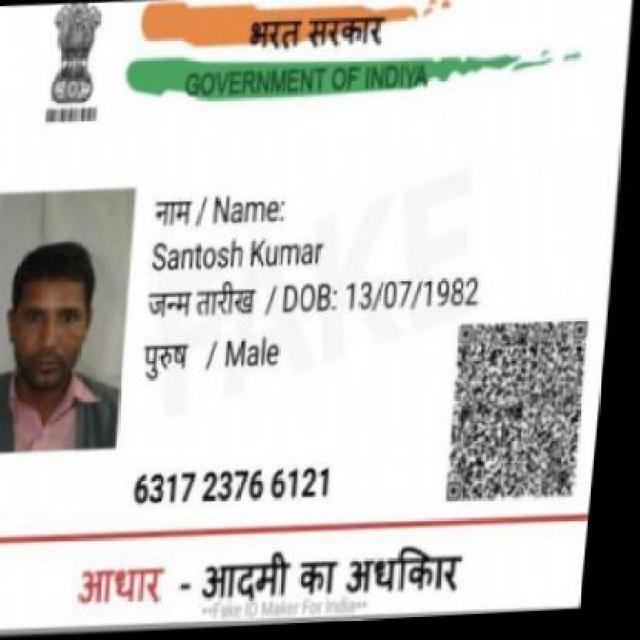 भरत सरकार
GOVERNMENT OF INDIYA
FAKE
नाम / Name:
Santosh Kumar
जन्म तारीख / DOB: 13/07/1982
पुरुष / Male
6317 2376 6121
आधार - आदमी का अधकिार
**Fake ID Maker For India**